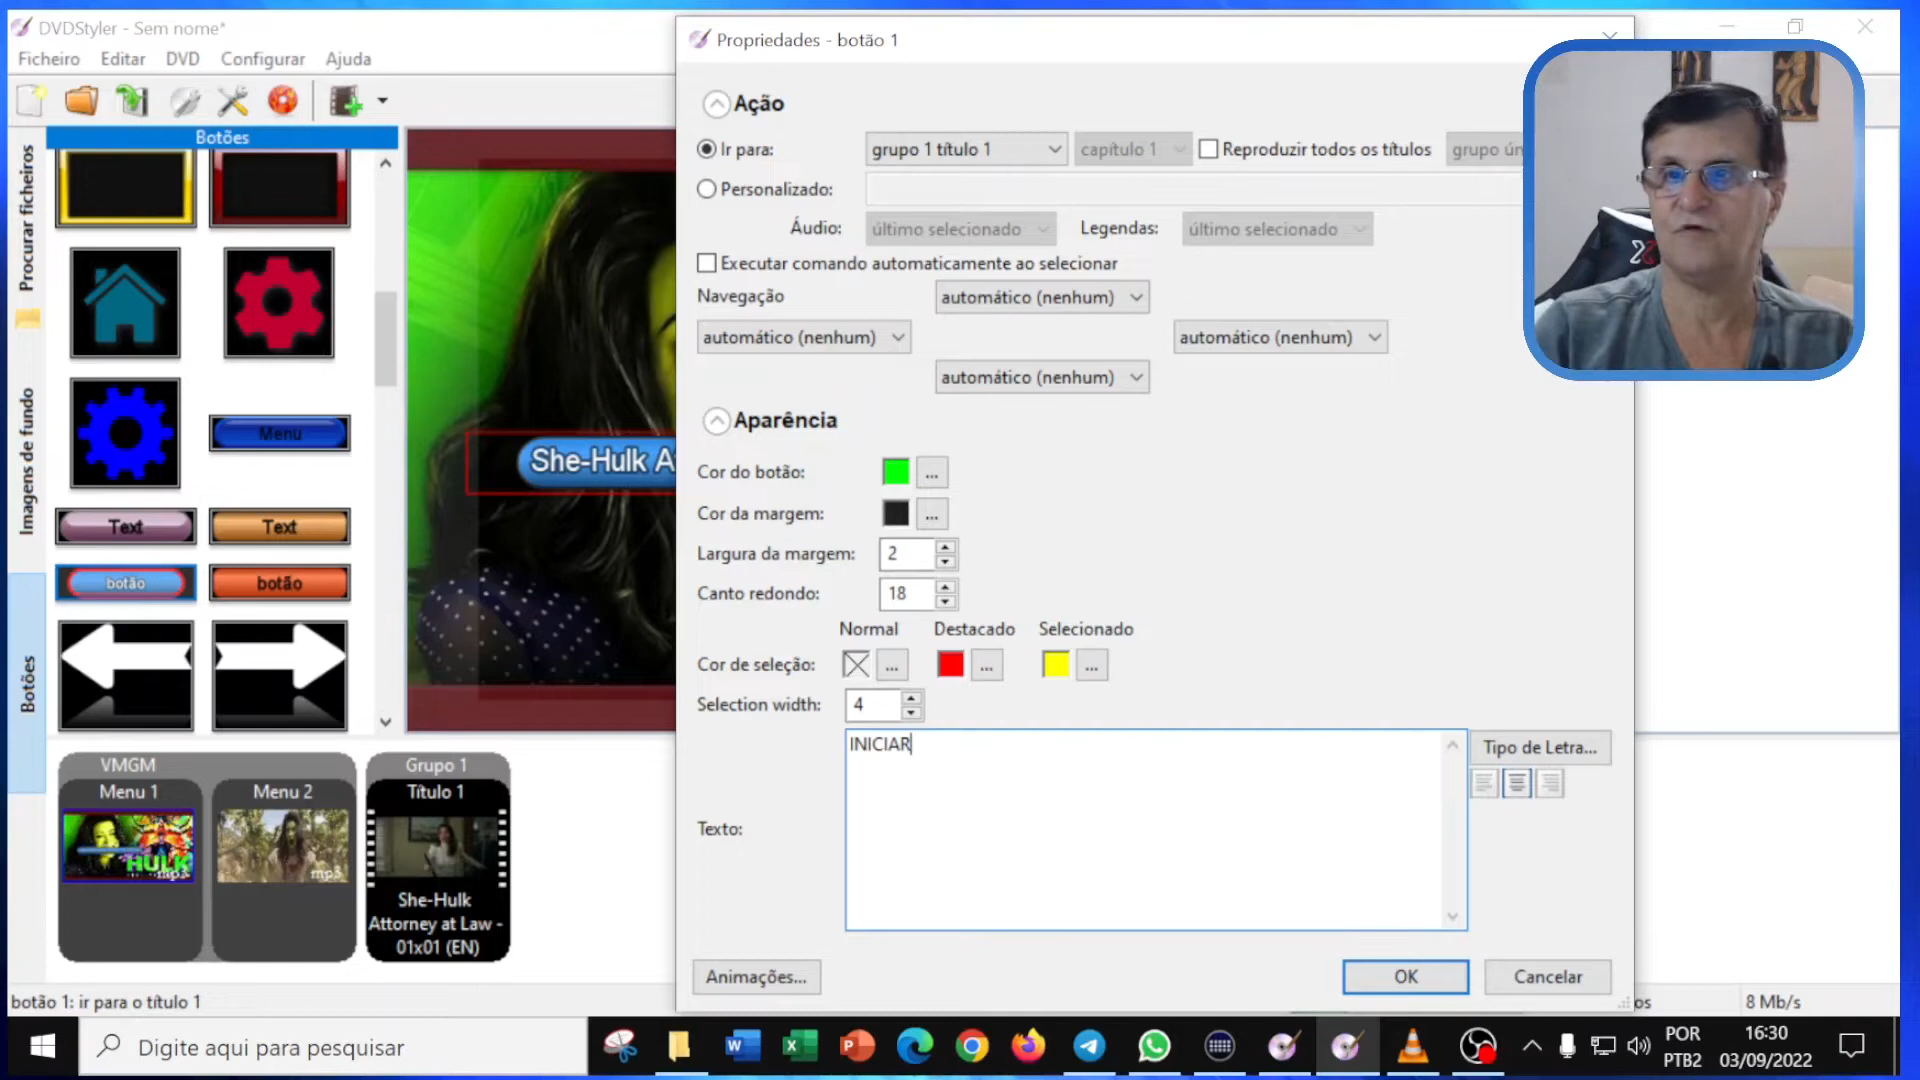 DVDStyler - Sem nome*
Ficheiro Editar DVD Configurar Ajuda
Botões
Procurar ficheiros
Imagens de fundo
Botões
Menu
Text Text
botão botão
She-Hulk A
VMGM
Menu 1 Menu 2
HULK
mp3 mp3
Grupo 1
Título 1
She-Hulk
Attorney at Law -
01x01 (EN)
botão 1: ir para o título 1
Propriedades - botão 1
Ação
Ir para: grupo 1 título 1 capítulo 1 Reproduzir todos os títulos grupo ún
Personalizado:
Áudio: último selecionado Legendas: último selecionado
Executar comando automaticamente ao selecionar
Navegação automático (nenhum)
automático (nenhum) automático (nenhum)
automático (nenhum)
Aparência
Cor do botão: ...
Cor da margem: ...
Largura da margem: 2
Canto redondo: 18
Normal Destacado Selecionado
Cor de seleção: ... ... ...
Selection width: 4
INICIAR
Tipo de Letra...
Texto:
Animações... OK Cancelar
os 8 Mb/s
Digite aqui para pesquisar
POR
PTB2
16:30
03/09/2022